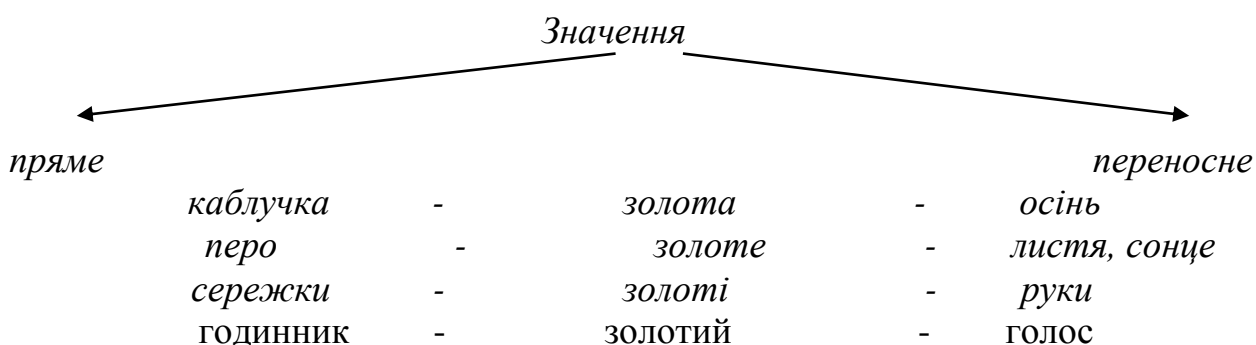 Значення
пряме переносне
каблучка - золота - осінь
перо - золоте - листя, сонце
сережки - золоті - руки
годинник - золотий - голос